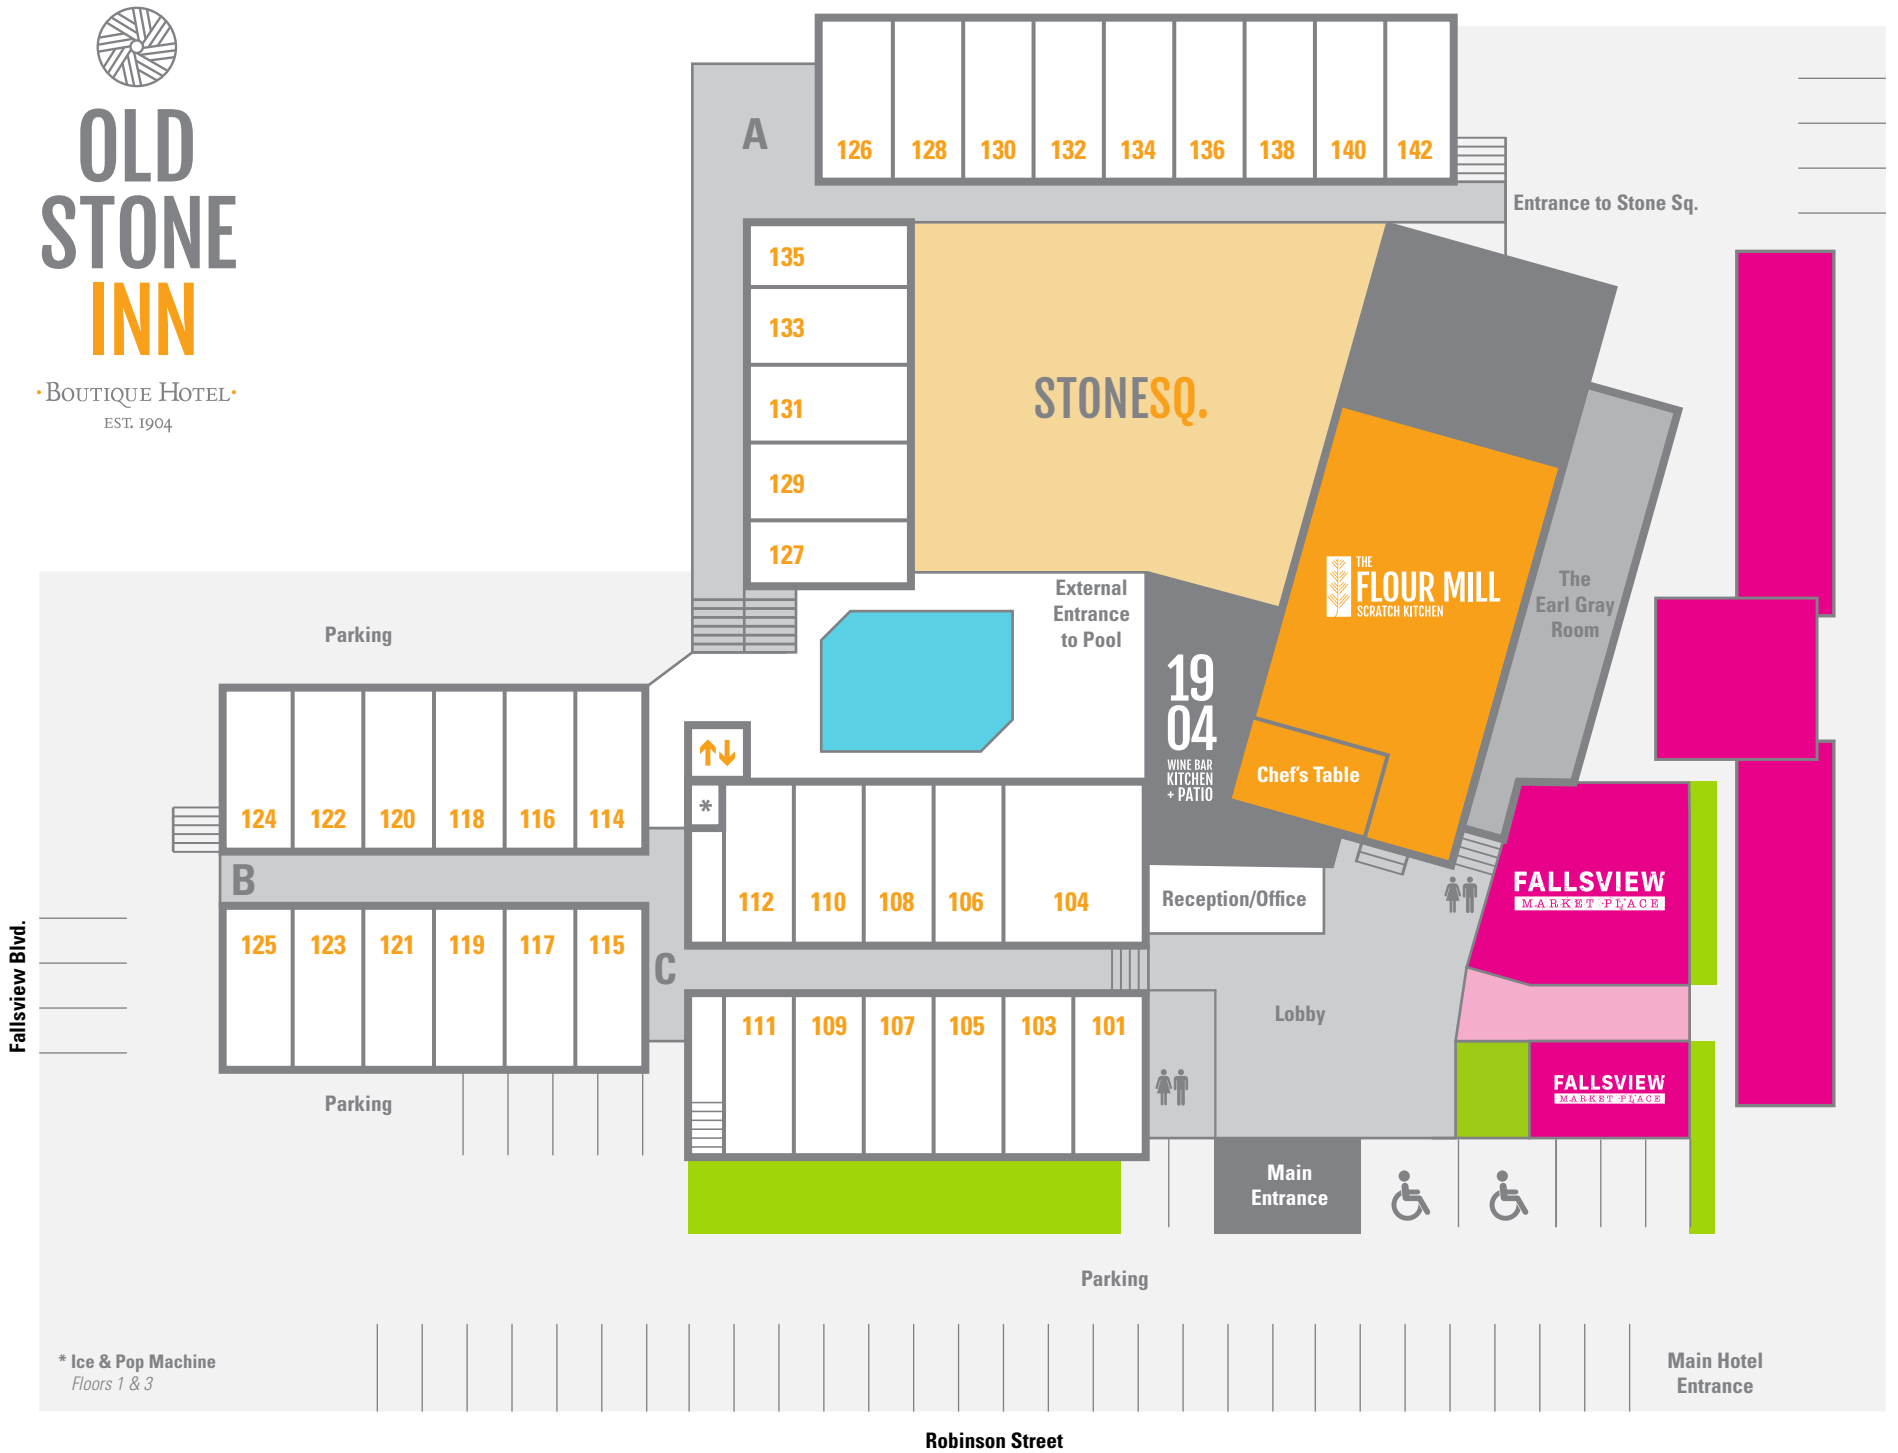 OLD
STONE
INN
· BOUTIQUE HOTEL ·
EST. 1904
A
126 128 130 132 134 136 138 140 142
Entrance to Stone Sq.
135
133
131
129
127
STONESQ.
External
Entrance
to Pool
THE
FLOUR MILL
SCRATCH KITCHEN
The
Earl Gray
Room
Parking
19
04
WINE BAR
KITCHEN
+ PATIO
Chef's Table
*
124 122 120 118 116 114
B
125 123 121 119 117 115
112 110 108 106 104
Reception/Office
FALLSVIEW
MARKET PLACE
C
111 109 107 105 103 101
Lobby
FALLSVIEW
MARKET PLACE
Fallsview Blvd.
Parking
Main
Entrance
Parking
* Ice & Pop Machine
Floors 1 & 3
Main Hotel
Entrance
Robinson Street